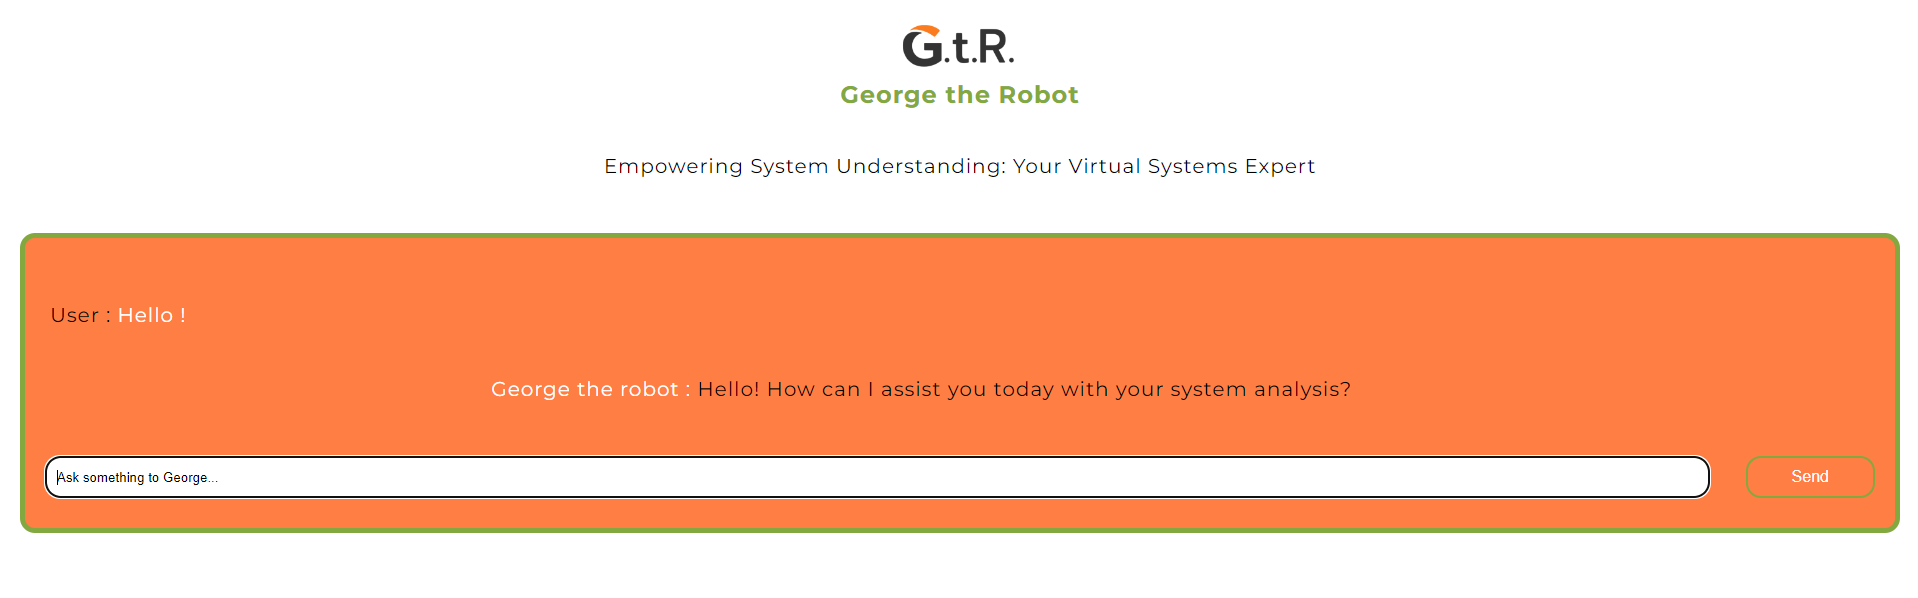 G.t.R.
George the Robot
Empowering System Understanding: Your Virtual Systems Expert
User : Hello !
George the robot : Hello! How can I assist you today with your system analysis?
Ask something to George...
Send